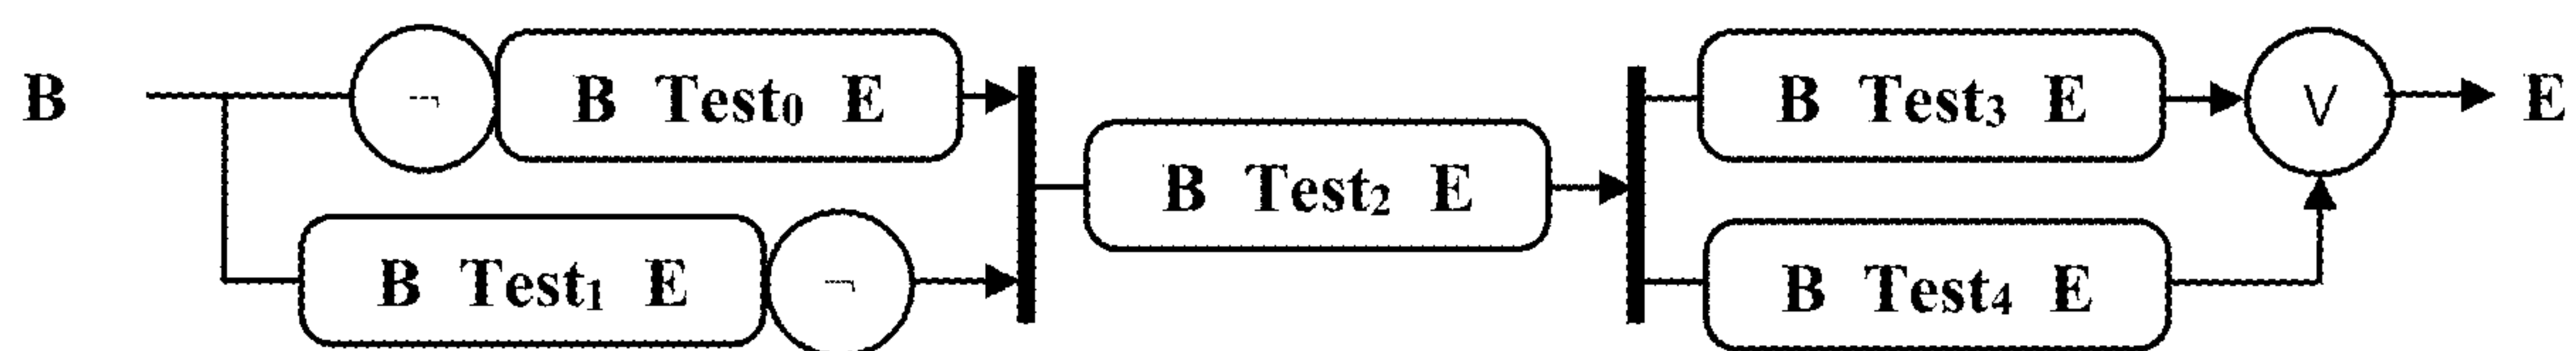 B ¬ B Test₀ E B Test₃ E V E
B Test₂ E
B Test₁ E ¬ B Test₄ E